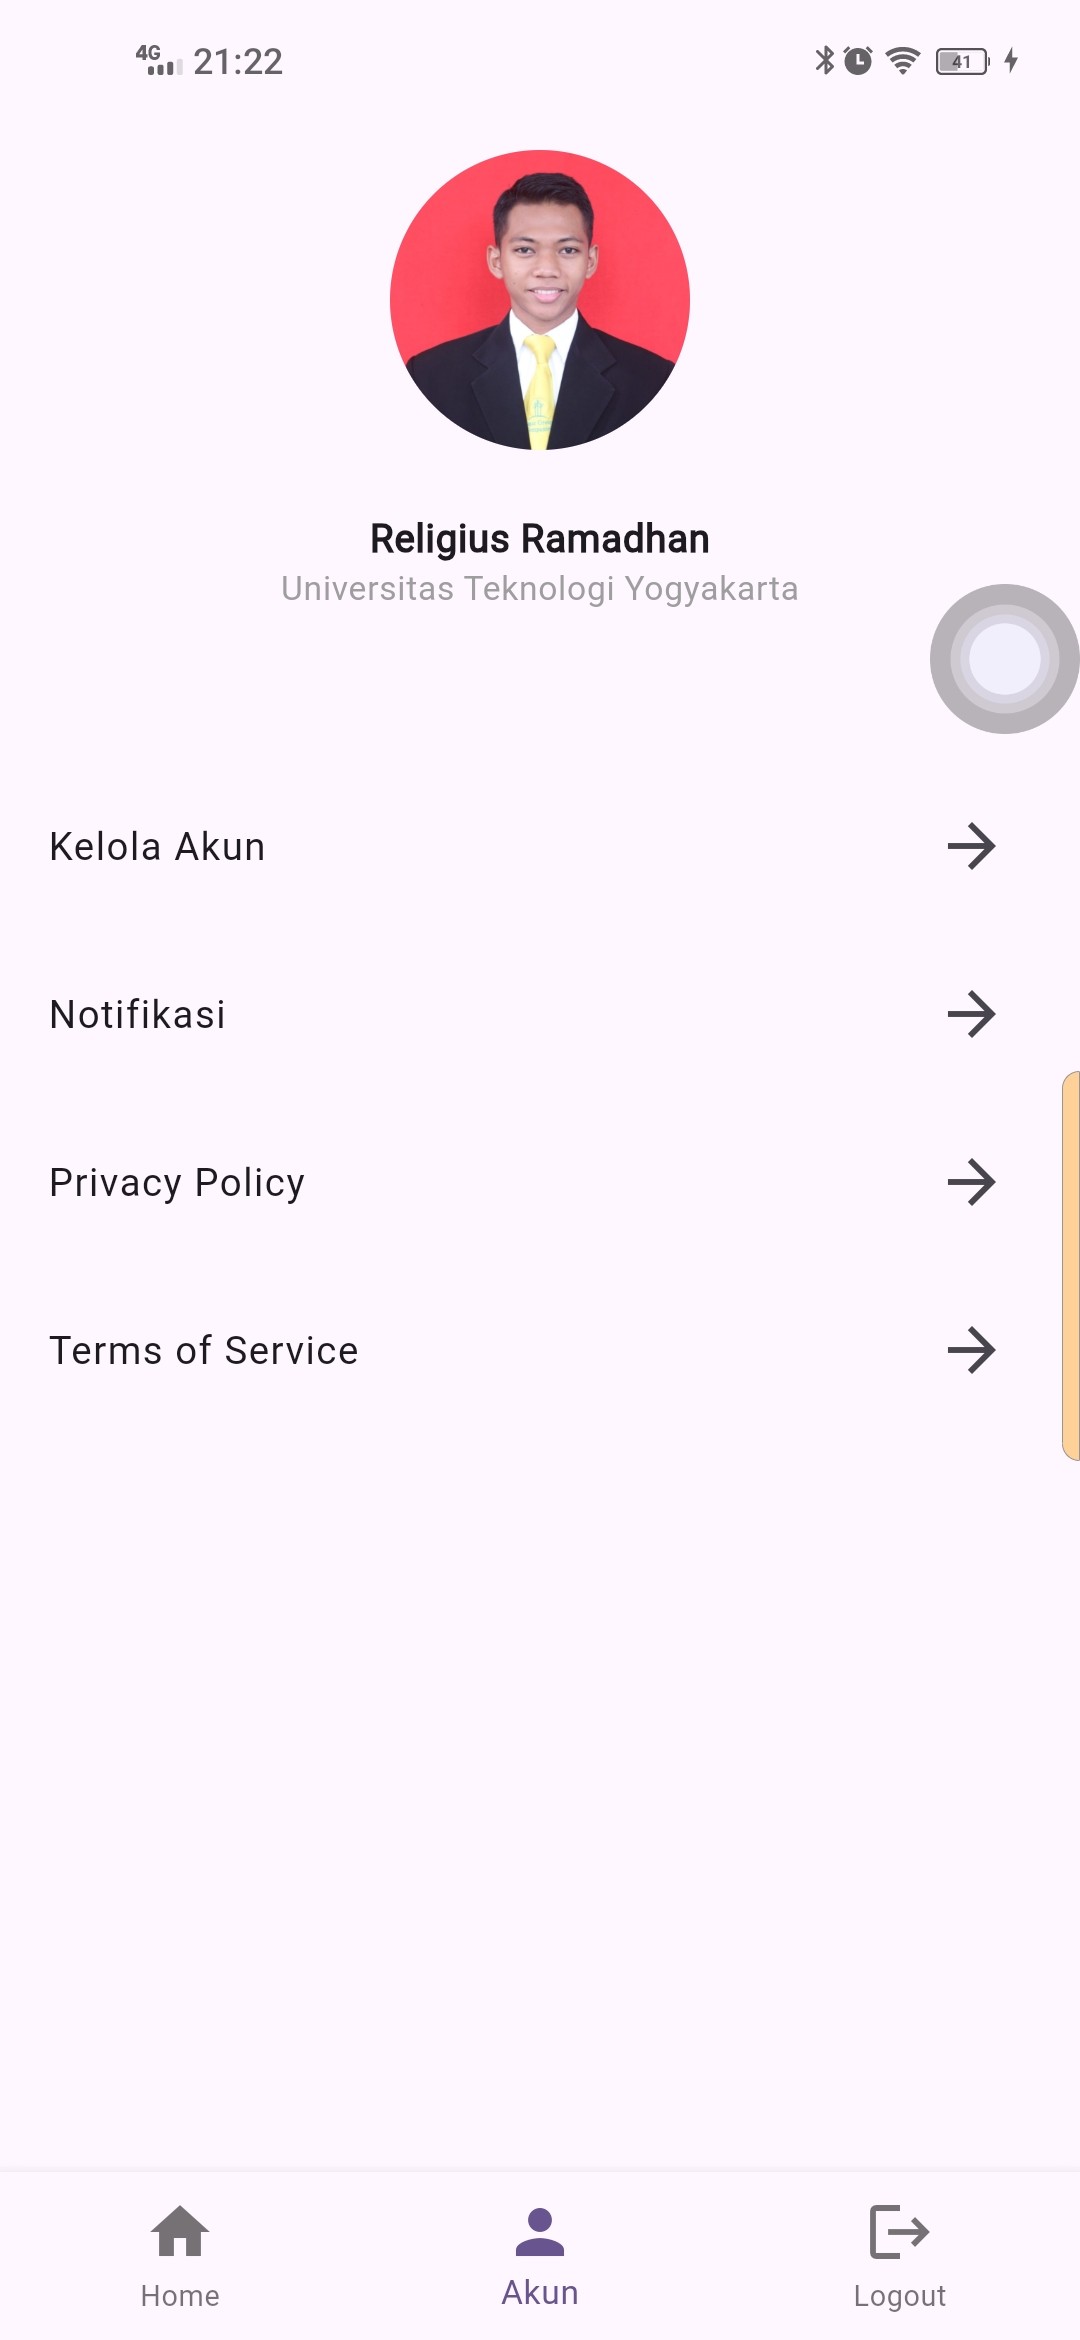 4G 21:22 41
Religius Ramadhan
Universitas Teknologi Yogyakarta
Kelola Akun
Notifikasi
Privacy Policy
Terms of Service
Home Akun Logout